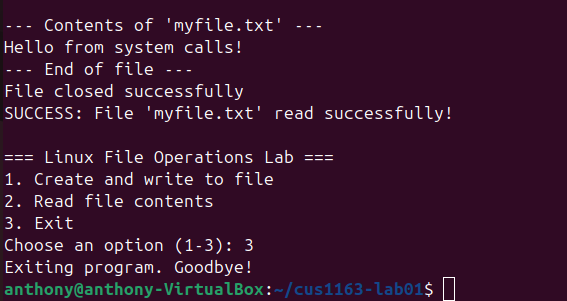 --- Contents of 'myfile.txt' ---
Hello from system calls!
--- End of file ---
File closed successfully
SUCCESS: File 'myfile.txt' read successfully!

=== Linux File Operations Lab ===
1. Create and write to file
2. Read file contents
3. Exit
Choose an option (1-3): 3
Exiting program. Goodbye!
anthony@anthony-VirtualBox:~/cus1163-lab01$